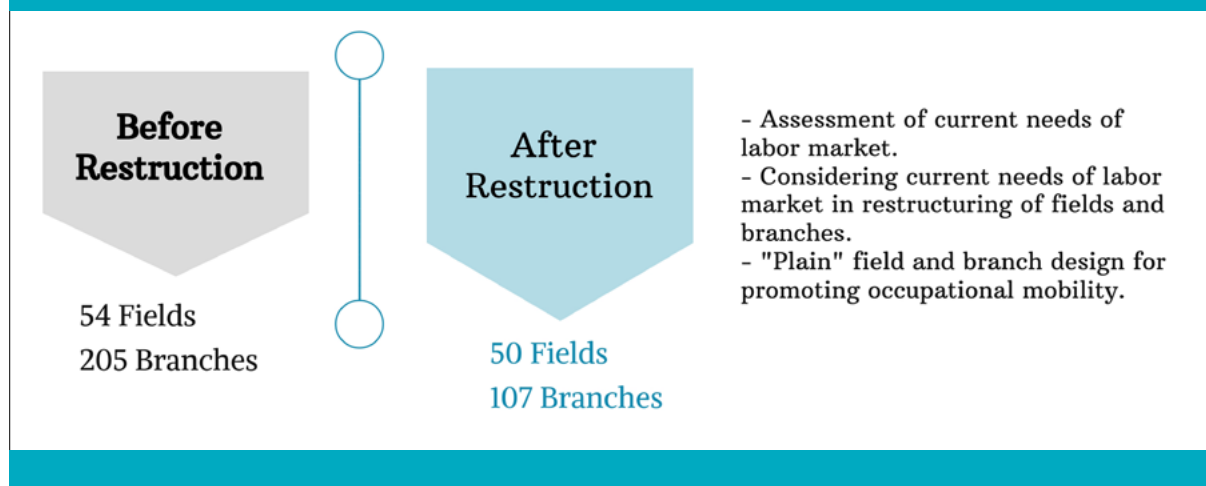 Before
Restruction
54 Fields
205 Branches
After
Restruction
50 Fields
107 Branches
- Assessment of current needs of
labor market.
- Considering current needs of labor
market in restructuring of fields and
branches.
- "Plain" field and branch design for
promoting occupational mobility.